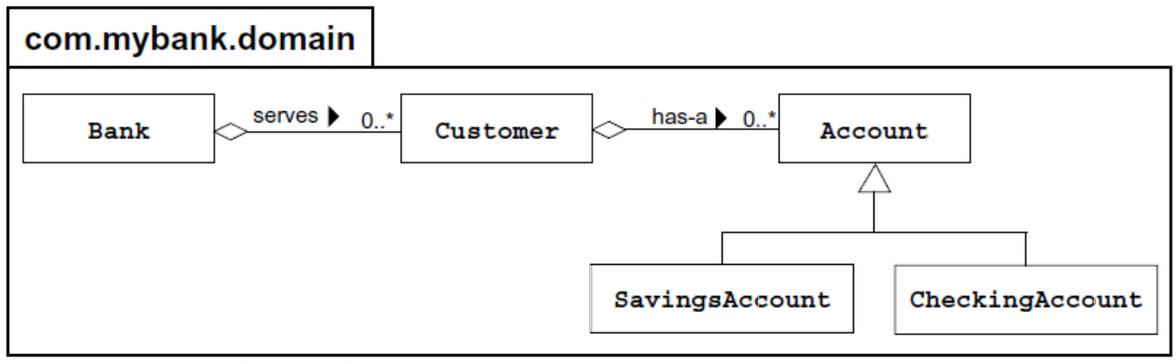 com.mybank.domain
Bank
serves
0..*
Customer
has-a
0..*
Account
SavingsAccount
CheckingAccount